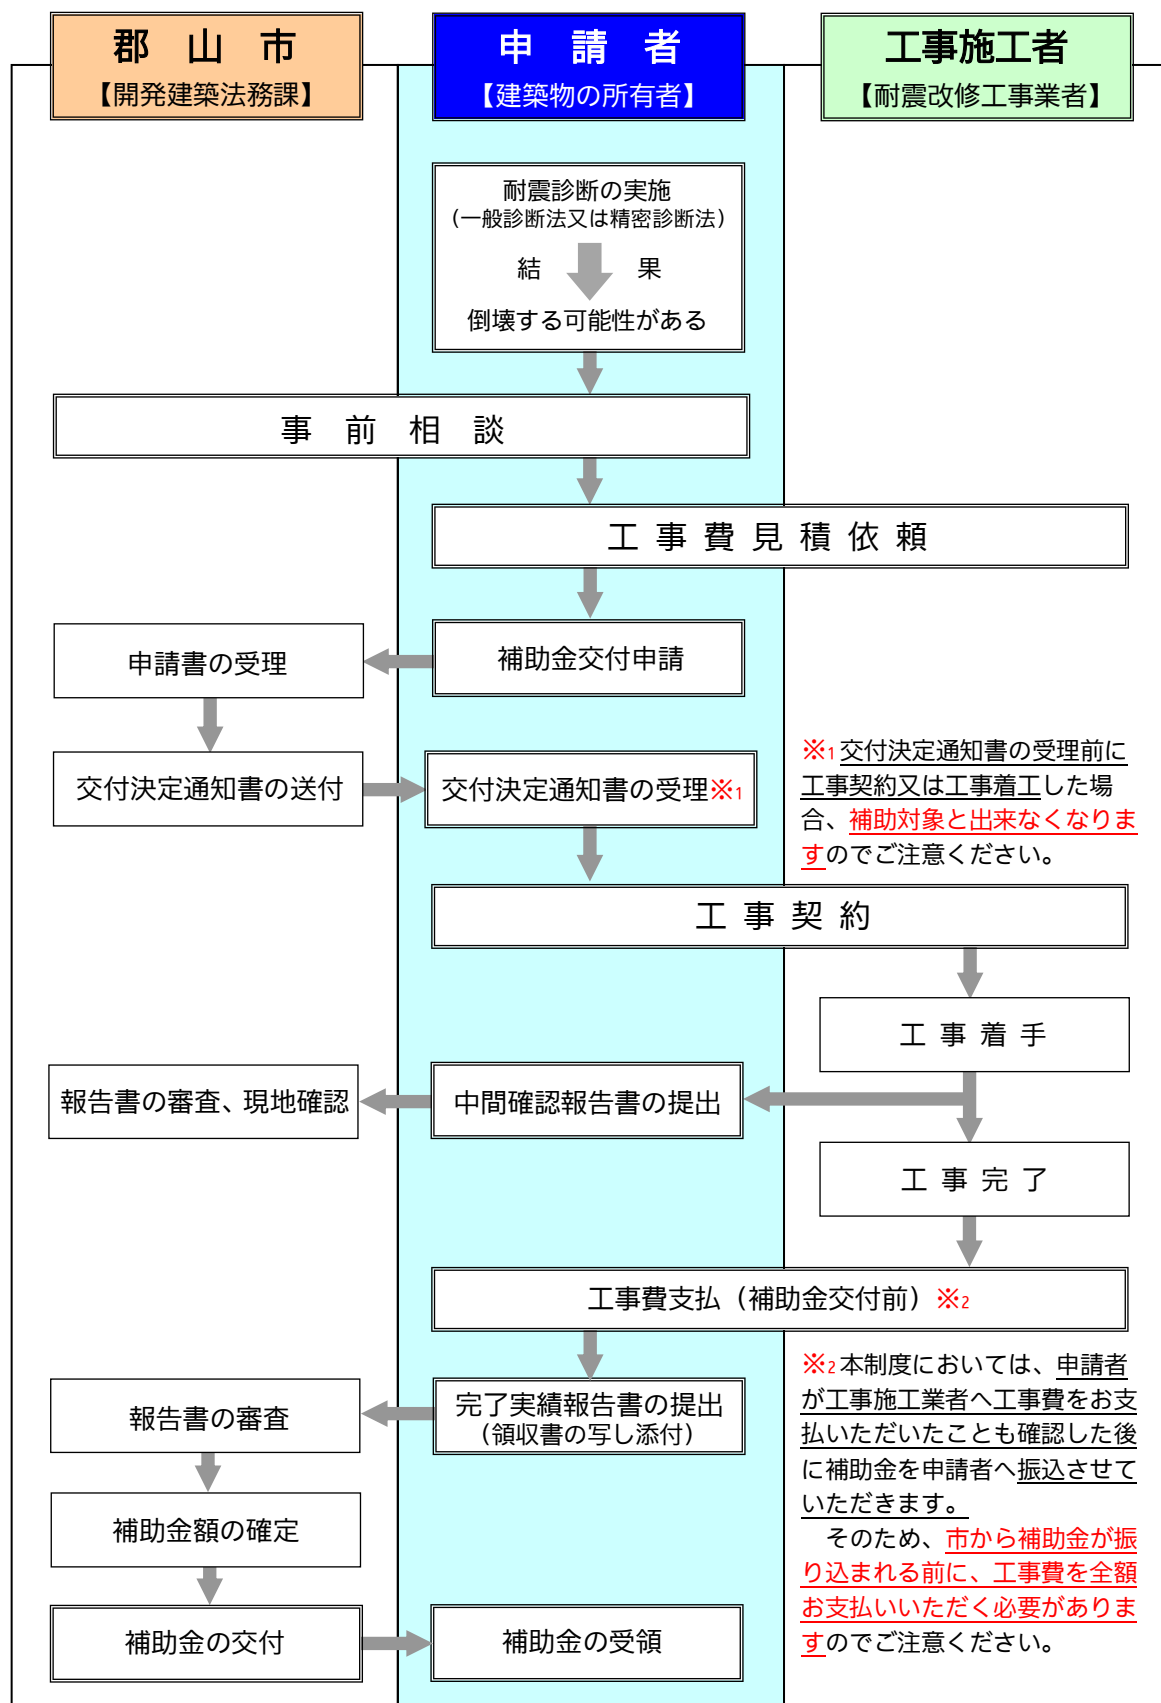 郡　山　市
【開発建築法務課】
申　請　者
【建築物の所有者】
工事施工者
【耐震改修工事業者】
耐震診断の実施
（一般診断法又は精密診断法）
結　果
倒壊する可能性がある
事　前　相　談
工 事 費 見 積 依 頼
補助金交付申請
申請書の受理
交付決定通知書の送付
交付決定通知書の受理※1
※1 交付決定通知書の受理前に
工事契約又は工事着工した場
合、補助対象と出来なくなりま
すのでご注意ください。
工 事 契 約
工 事 着 手
中間確認報告書の提出
報告書の審査、現地確認
工 事 完 了
工事費支払（補助金交付前）※2
※2 本制度においては、申請者
が工事施工業者へ工事費をお支
払いただいたことも確認した後
に補助金を申請者へ振込させて
いただきます。
　そのため、市から補助金が振
り込まれる前に、工事費を全額
お支払いいただく必要がありま
すのでご注意ください。
完了実績報告書の提出
（領収書の写し添付）
報告書の審査
補助金額の確定
補助金の交付
補助金の受領